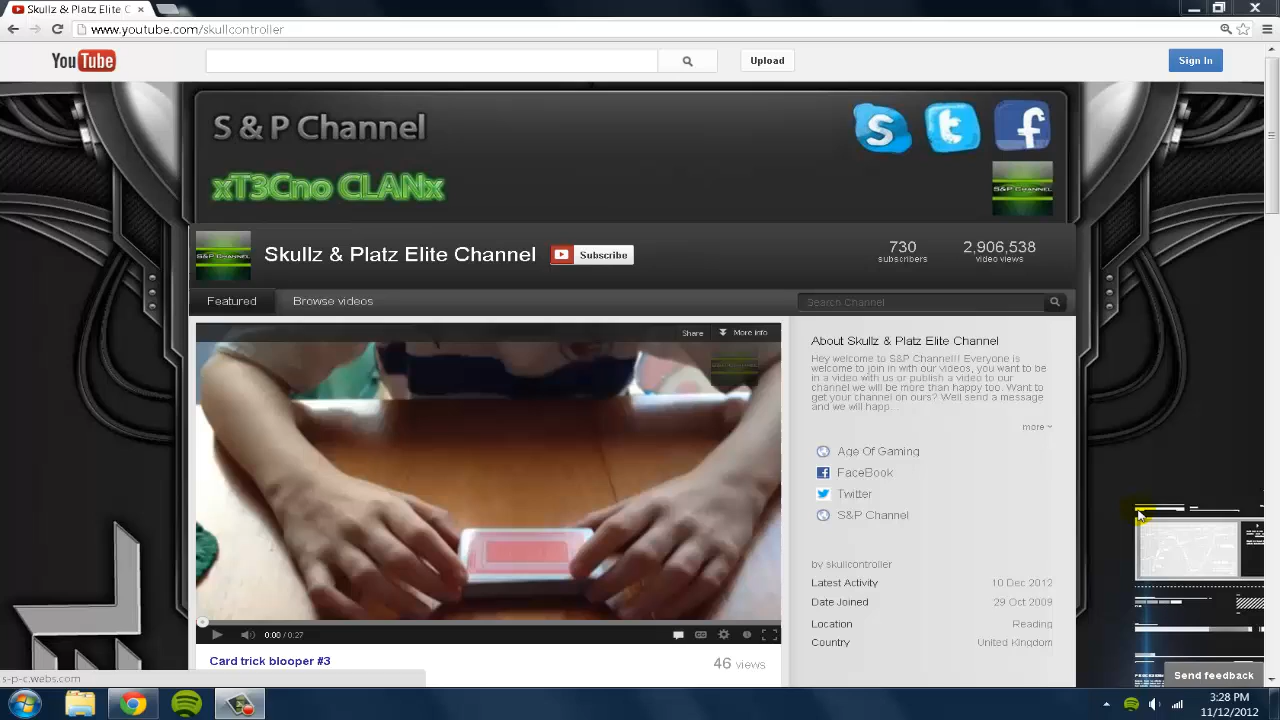 Skullz & Platz Elite C
www.youtube.com/skullcontroller
YouTube
Upload
Sign In
S & P Channel
xT3Cno CLANx
S&P CHANNEL
S&P CHANNEL
Skullz & Platz Elite Channel
Subscribe
730
subscribers
2,906,538
video views
Featured
Browse videos
Search Channel
Share
More info
About Skullz & Platz Elite Channel
Hey welcome to S&P Channel!! Everyone is
welcome to join in with our videos, you want to be
in a video with us or publish a video to our
channel we will be more than happy too. Want to
get your channel on ours? Well send a message
and we will happ...
more
Age Of Gaming
FaceBook
Twitter
S&P Channel
by skullcontroller
Latest Activity
10 Dec 2012
Date Joined
29 Oct 2009
Location
Reading
Country
United Kingdom
0:00 / 0:27
Card trick blooper #3
46 views
s-p-c.webs.com
Send feedback
3:28 PM
11/12/2012